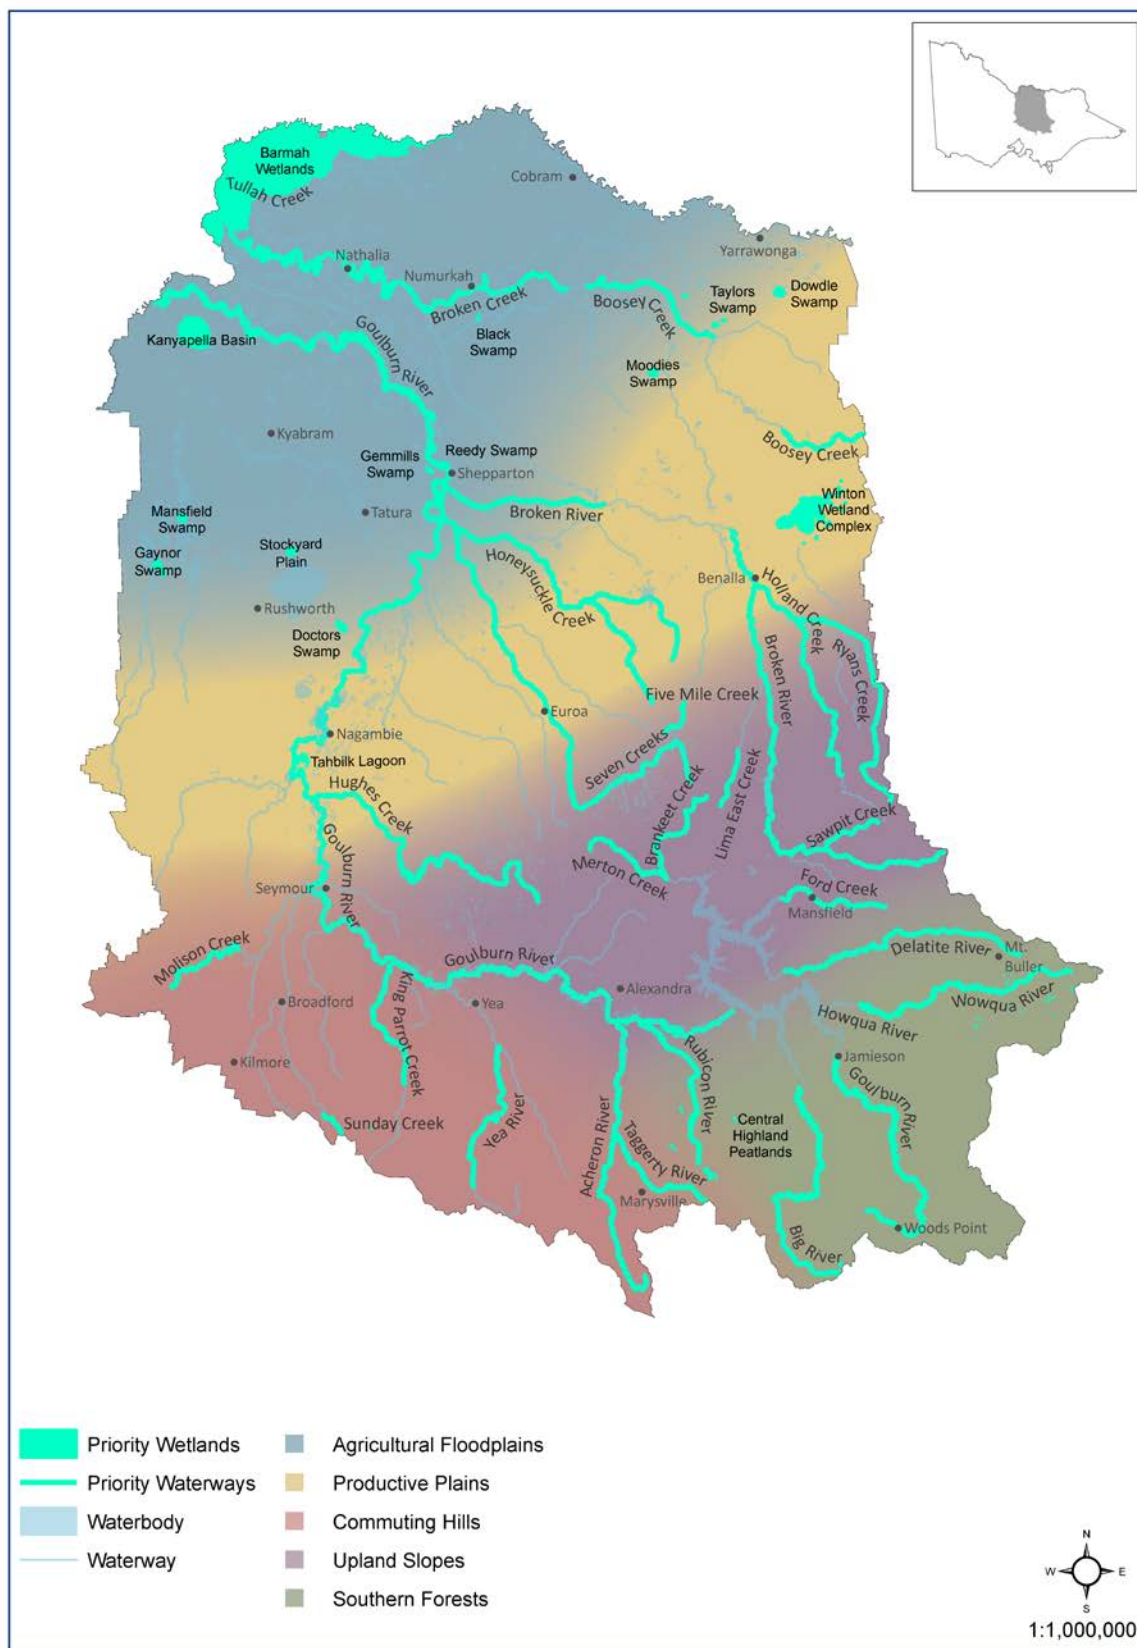 Barmah
Wetlands
Tullah Creek
Cobram
Yarrawonga
Nathalia
Numurkah
Broken Creek
Boosey Creek
Taylors
Swamp
Dowdle
Swamp
Kanyapella Basin
Goulburn River
Black
Swamp
Moodies
Swamp
Kyabram
Boosey Creek
Gemmills
Swamp
Reedy Swamp
Shepparton
Winton
Wetland
Complex
Mansfield
Swamp
Tatura
Broken River
Gaynor
Swamp
Stockyard
Plain
Honeysuckle Creek
Benalla
Holland Creek
Rushworth
Doctors
Swamp
Broken River
Ryans Creek
Five Mile Creek
Euroa
Nagambie
Seven Creeks
Tahbilk Lagoon
Hughes Creek
Brankeet Creek
Lima East Creek
Sawpit Creek
Goulburn River
Merton Creek
Ford Creek
Seymour
Mansfield
Molison Creek
Goulburn River
Delatite River
Mt.
Buller
King Parrot Creek
Alexandra
Wowqua River
Broadford
Yea
Howqua River
Rubicon River
Kilmore
Jamieson
Goulburn River
Sunday Creek
Yea River
Acheron River
Taggerty River
Central
Highland
Peatlands
Marysville
Big River
Woods Point
Priority Wetlands
Priority Waterways
Waterbody
Waterway
Agricultural Floodplains
Productive Plains
Commuting Hills
Upland Slopes
Southern Forests
N
W
E
S
1:1,000,000